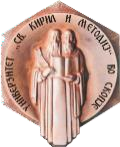 УНИВЕРЗИТЕТ „СВ. КИРИЛ И МЕТОДИЈ” ВО СКОПЈЕ